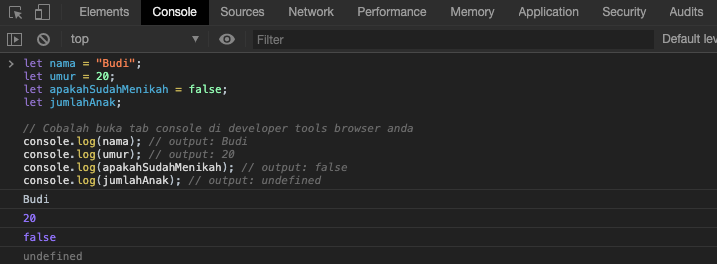 Elements Console Sources Network Performance Memory Application Security Audits
top Filter Default lev
let nama = "Budi";
let umur = 20;
let apakahSudahMenikah = false;
let jumlahAnak;
// Cobalah buka tab console di developer tools browser anda
console.log(nama); // output: Budi
console.log(umur); // output: 20
console.log(apakahSudahMenikah); // output: false
console.log(jumlahAnak); // output: undefined
Budi
20
false
undefined